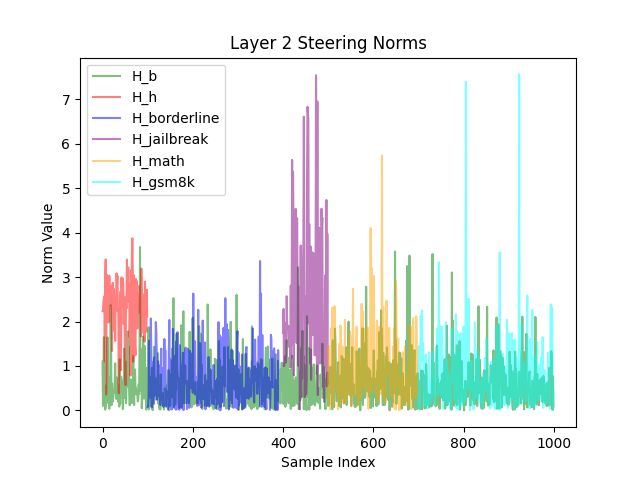 Layer 2 Steering Norms
H_b
H_h
H_borderline
H_jailbreak
H_math
H_gsm8k
Norm Value
7
6
5
4
3
2
1
0
0 200 400 600 800 1000
Sample Index